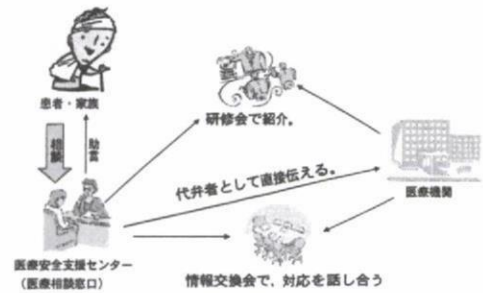 患者・家族
相談
助言
研修会で紹介。
代弁者として直接伝える。
医療機関
医療安全支援センター
(医療相談窓口)
情報交換会で、対応を話し合う